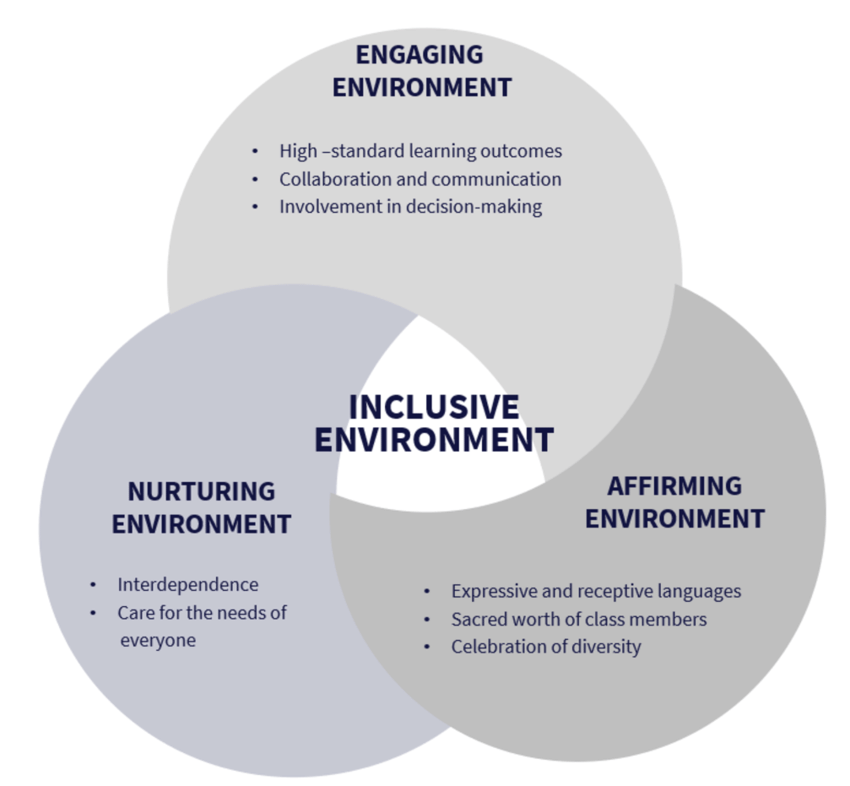 ENGAGING
ENVIRONMENT
• High –standard learning outcomes
• Collaboration and communication
• Involvement in decision-making
INCLUSIVE
ENVIRONMENT
NURTURING
ENVIRONMENT
• Interdependence
• Care for the needs of
everyone
AFFIRMING
ENVIRONMENT
• Expressive and receptive languages
• Sacred worth of class members
• Celebration of diversity